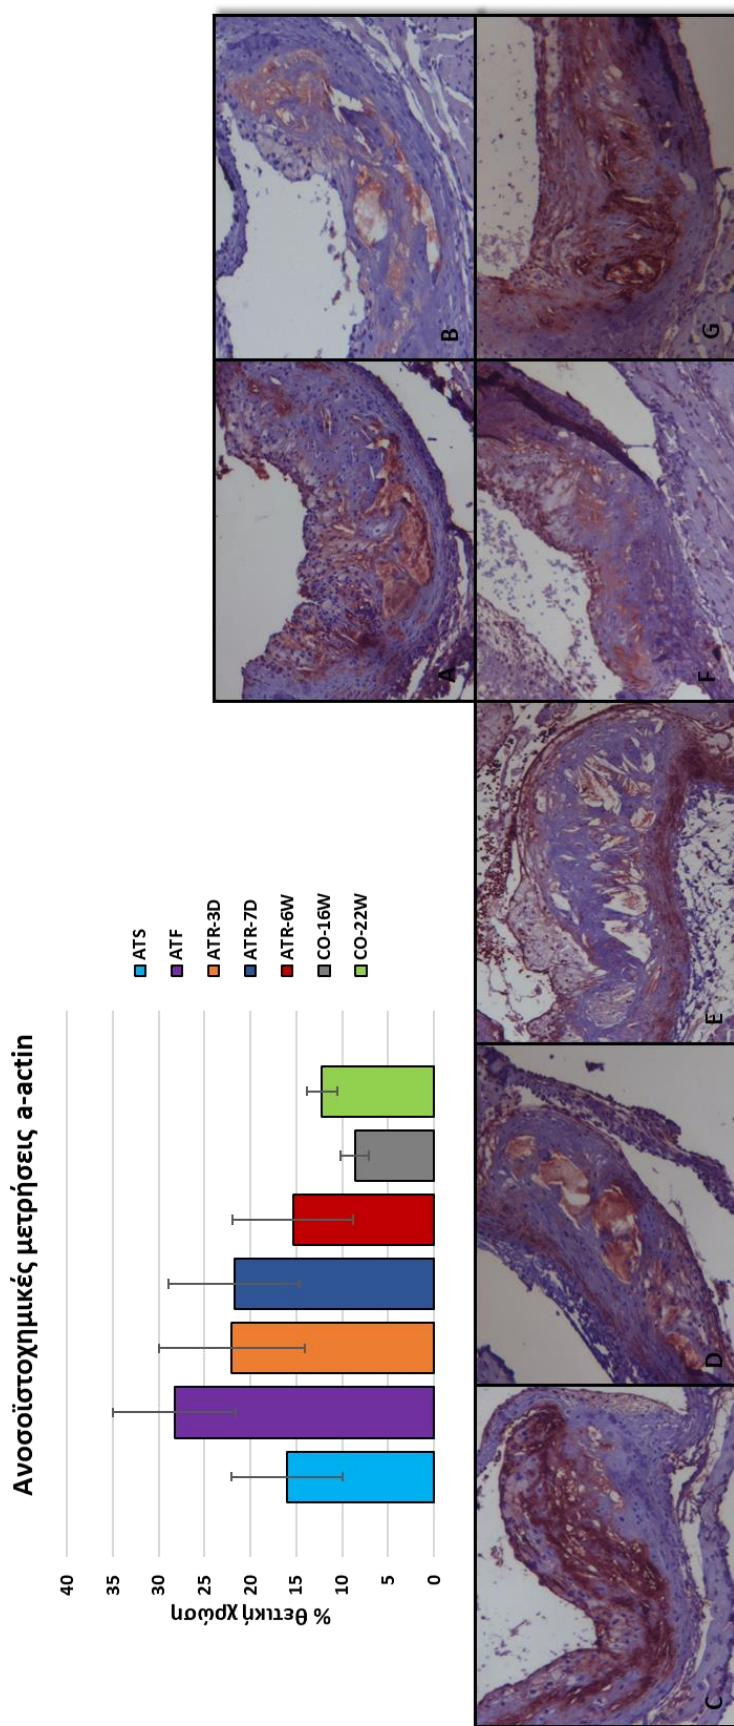 Ανοσοϊστοχημικές μετρήσεις a-actin
% θετική χρώση
40
35
30
25
20
15
10
5
0
ATS
ATF
ATR-3D
ATR-7D
ATR-6W
CO-16W
CO-22W
A
B
C
D
E
F
G